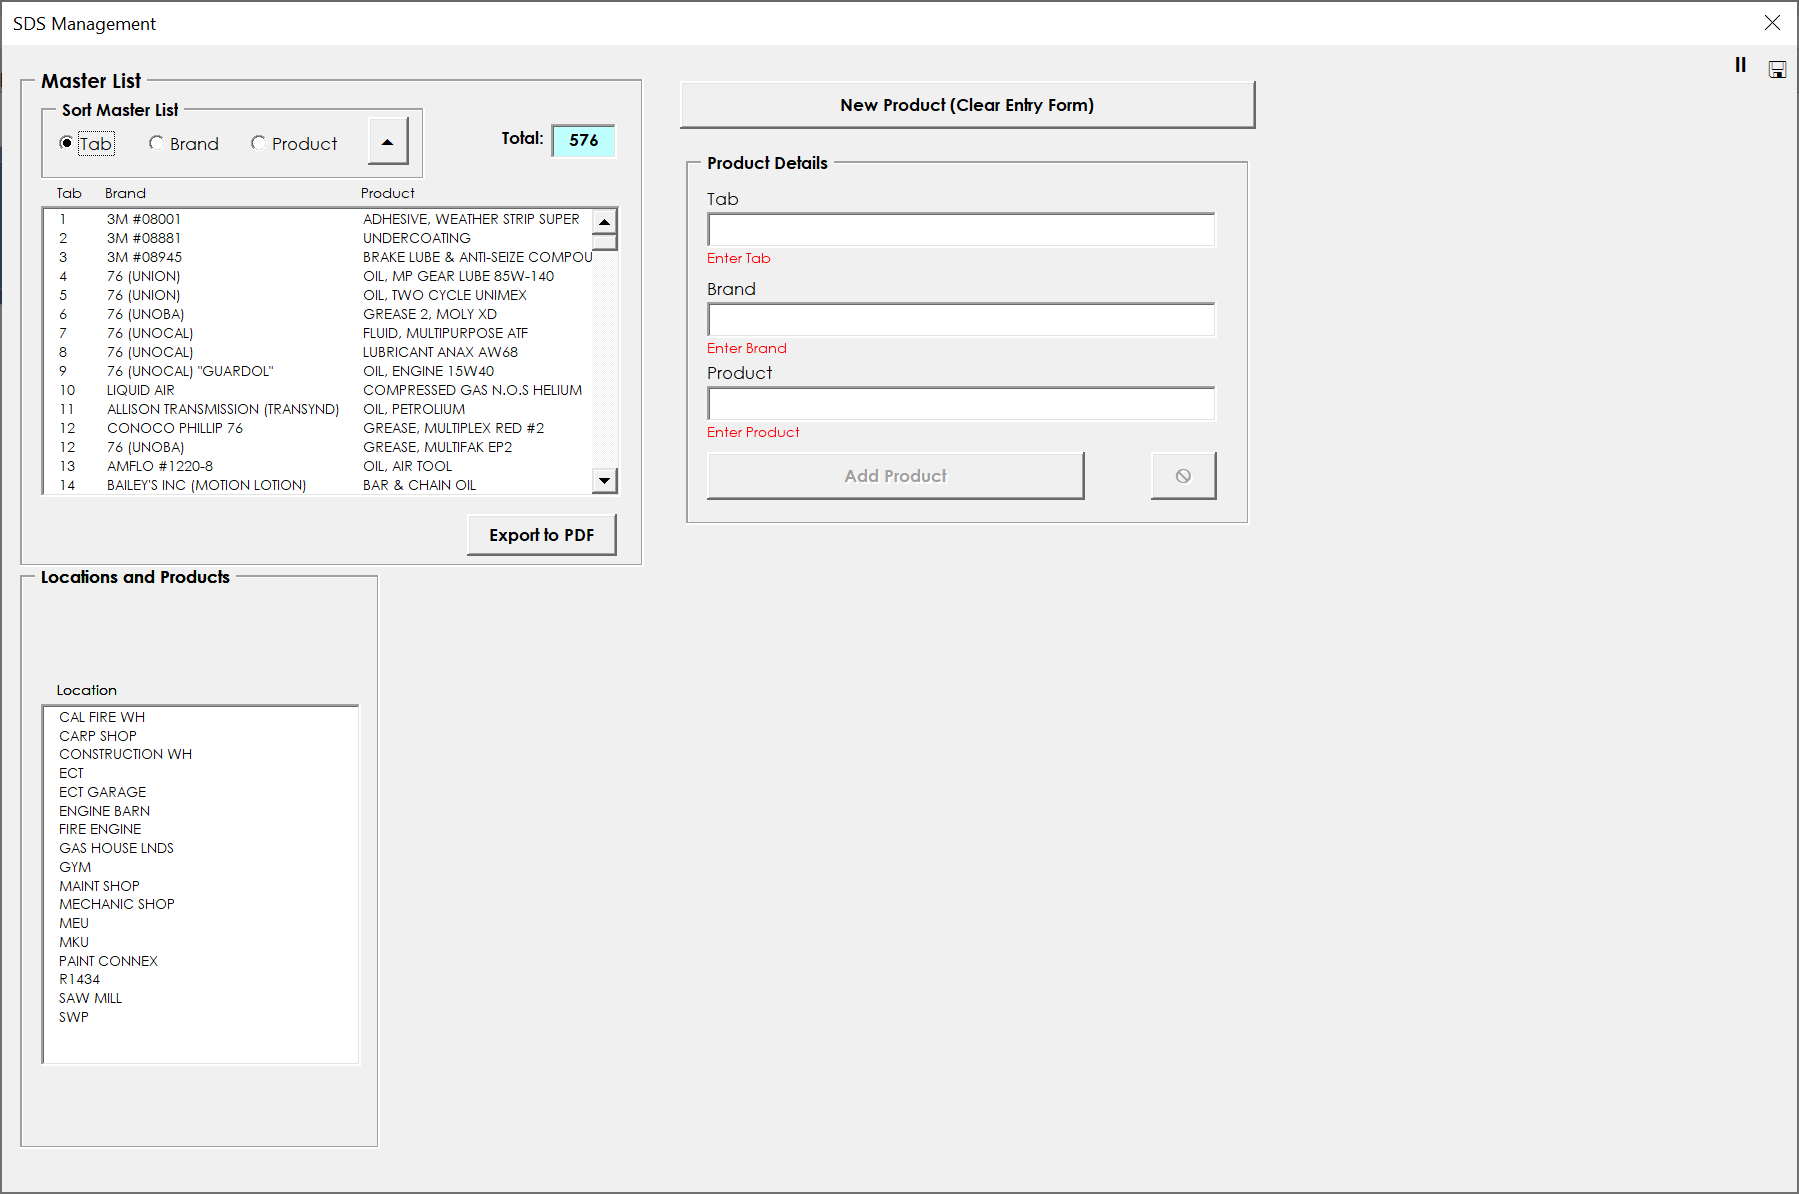 SDS Management
Master List
Sort Master List
Tab Brand Product
Total: 576
Tab Brand Product
1 3M #08001 ADHESIVE, WEATHER STRIP SUPER
2 3M #08881 UNDERCOATING
3 3M #08945 BRAKE LUBE & ANTI-SEIZE COMPOU
4 76 (UNION) OIL, MP GEAR LUBE 85W-140
5 76 (UNION) OIL, TWO CYCLE UNIMEX
6 76 (UNOBA) GREASE 2, MOLY XD
7 76 (UNOCAL) FLUID, MULTIPURPOSE ATF
8 76 (UNOCAL) LUBRICANT ANAX AW68
9 76 (UNOCAL) "GUARDOL" OIL, ENGINE 15W40
10 LIQUID AIR COMPRESSED GAS N.O.S HELIUM
11 ALLISON TRANSMISSION (TRANSYND) OIL, PETROLIUM
12 CONOCO PHILLIP 76 GREASE, MULTIPLEX RED #2
12 76 (UNOBA) GREASE, MULTIFAK EP2
13 AMFLO #1220-8 OIL, AIR TOOL
14 BAILEY'S INC (MOTION LOTION) BAR & CHAIN OIL
Export to PDF
New Product (Clear Entry Form)
Product Details
Tab
Enter Tab
Brand
Enter Brand
Product
Enter Product
Add Product
Locations and Products
Location
CAL FIRE WH
CARP SHOP
CONSTRUCTION WH
ECT
ECT GARAGE
ENGINE BARN
FIRE ENGINE
GAS HOUSE LNDS
GYM
MAINT SHOP
MECHANIC SHOP
MEU
MKU
PAINT CONNEX
R1434
SAW MILL
SWP